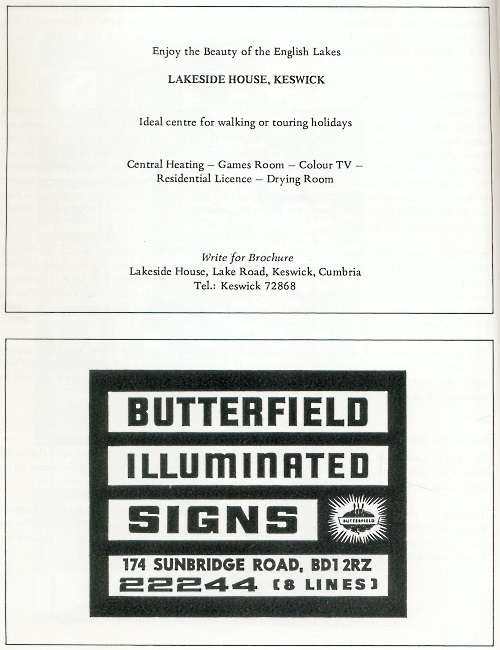 Enjoy the Beauty of the English Lakes
LAKESIDE HOUSE, KESWICK
Ideal centre for walking or touring holidays
Central Heating – Games Room – Colour TV –
Residential Licence – Drying Room
Write for Brochure
Lakeside House, Lake Road, Keswick, Cumbria
Tel.: Keswick 72868
BUTTERFIELD
ILLUMINATED
SIGNS
BUTTERFIELD
174 SUNBRIDGE ROAD, BD1 2RZ
22244 (8 LINES)